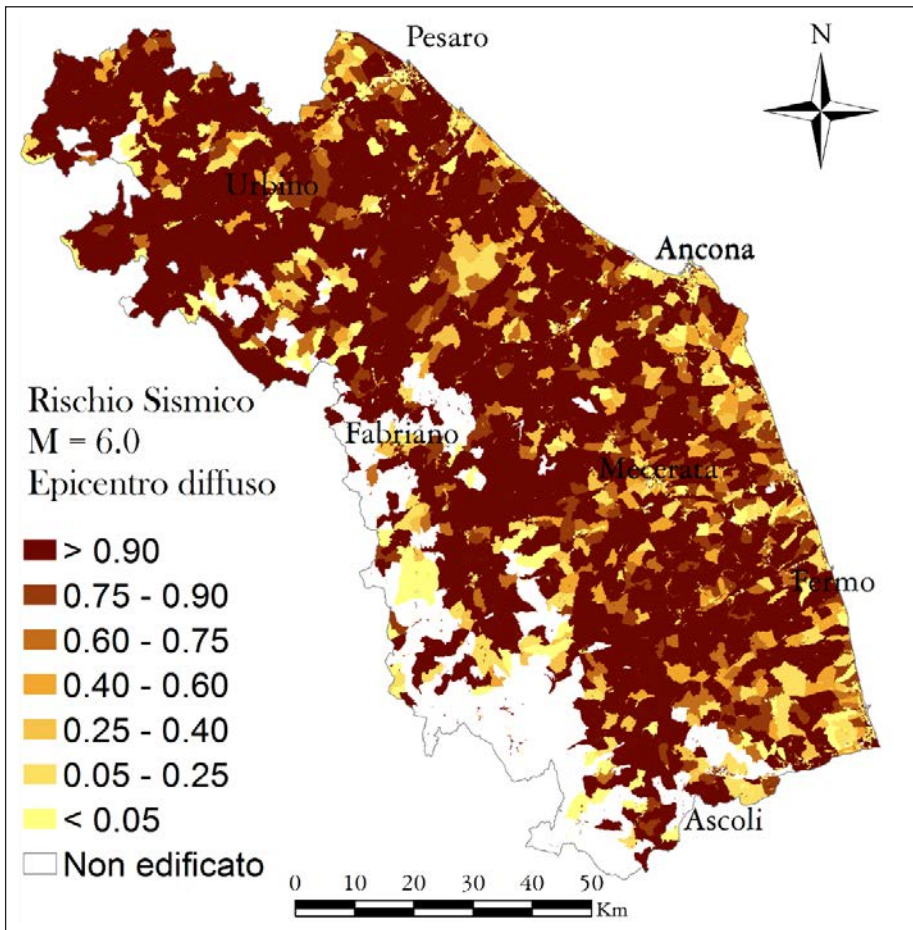 Pesaro
N
Urbino
Ancona
Rischio Sismico
M = 6.0
Epicentro diffuso
Fabriano
Mecerata
Fermo
> 0.90
0.75 - 0.90
0.60 - 0.75
0.40 - 0.60
0.25 - 0.40
0.05 - 0.25
< 0.05
Non edificato
Ascoli
0 10 20 30 40 50
Km